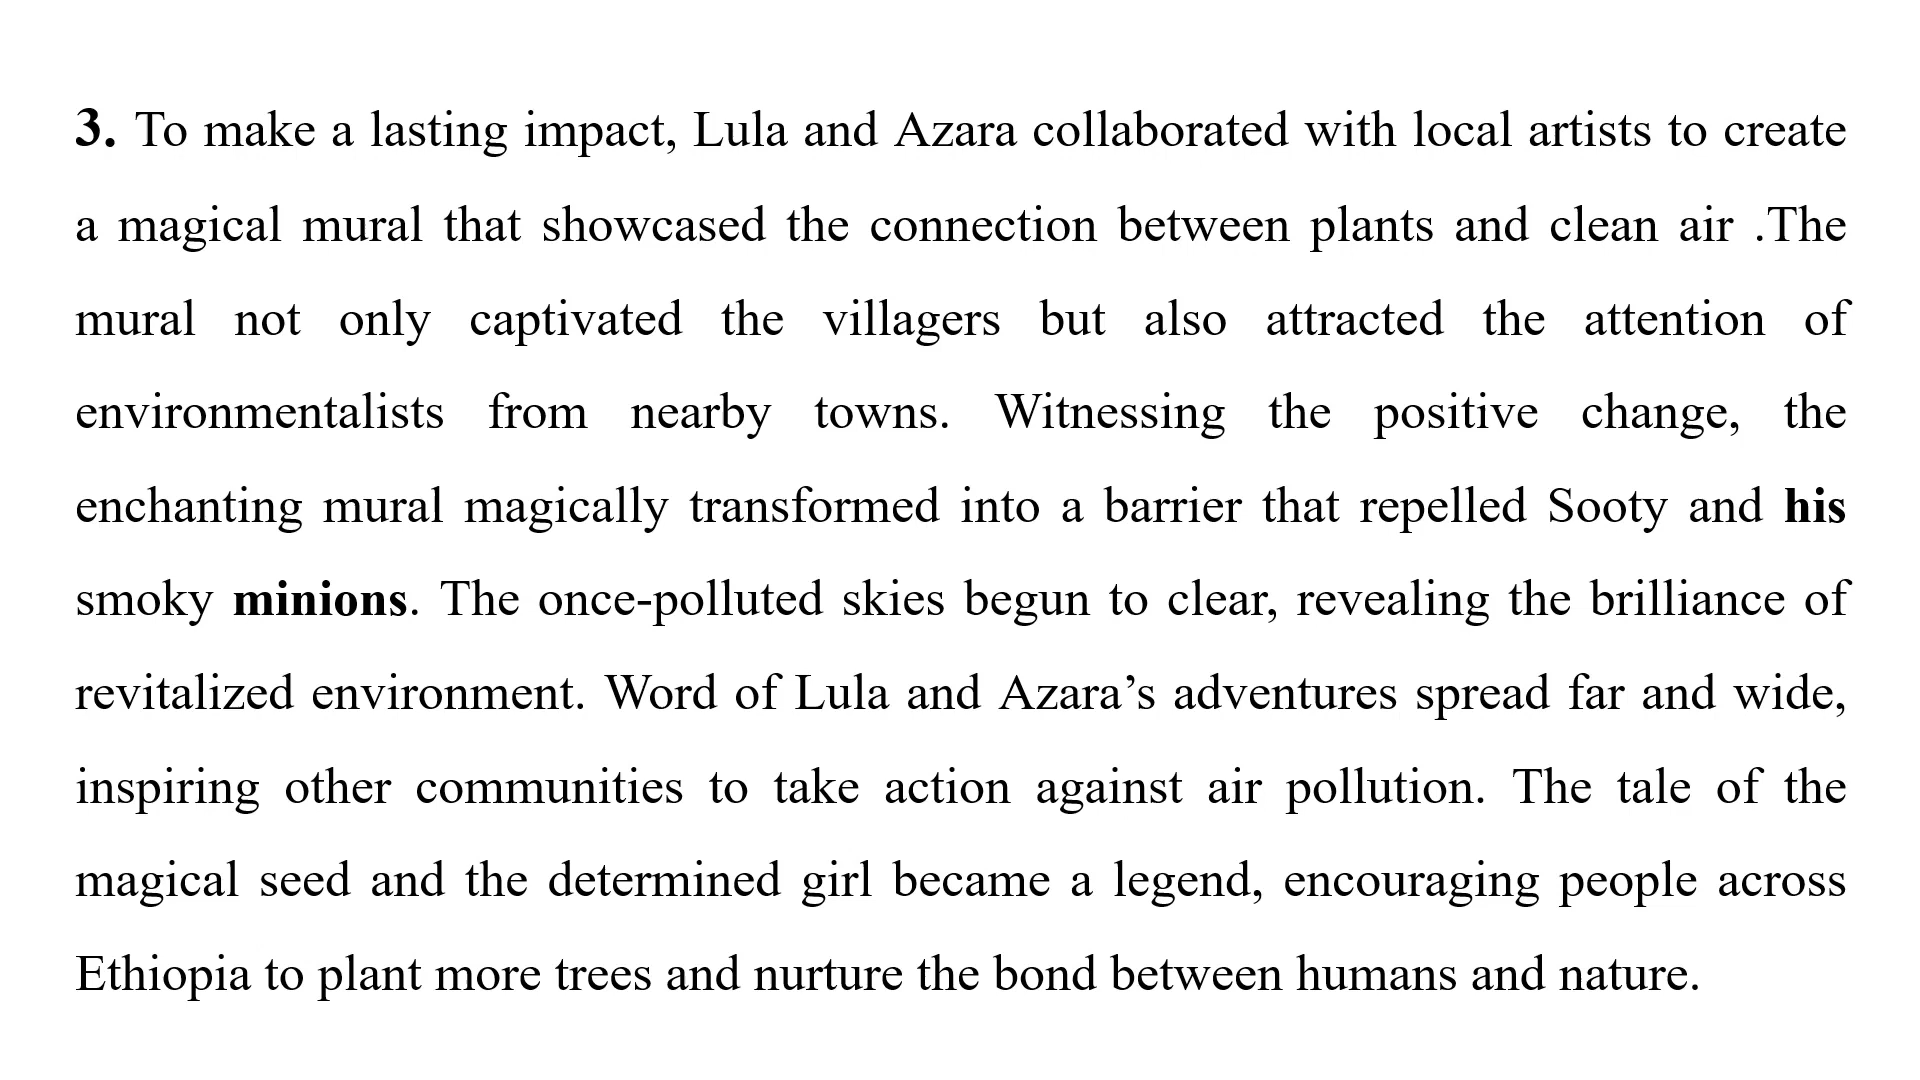 3. To make a lasting impact, Lula and Azara collaborated with local artists to create
a magical mural that showcased the connection between plants and clean air .The
mural not only captivated the villagers but also attracted the attention of
environmentalists from nearby towns. Witnessing the positive change, the
enchanting mural magically transformed into a barrier that repelled Sooty and his
smoky minions. The once-polluted skies begun to clear, revealing the brilliance of
revitalized environment. Word of Lula and Azara’s adventures spread far and wide,
inspiring other communities to take action against air pollution. The tale of the
magical seed and the determined girl became a legend, encouraging people across
Ethiopia to plant more trees and nurture the bond between humans and nature.